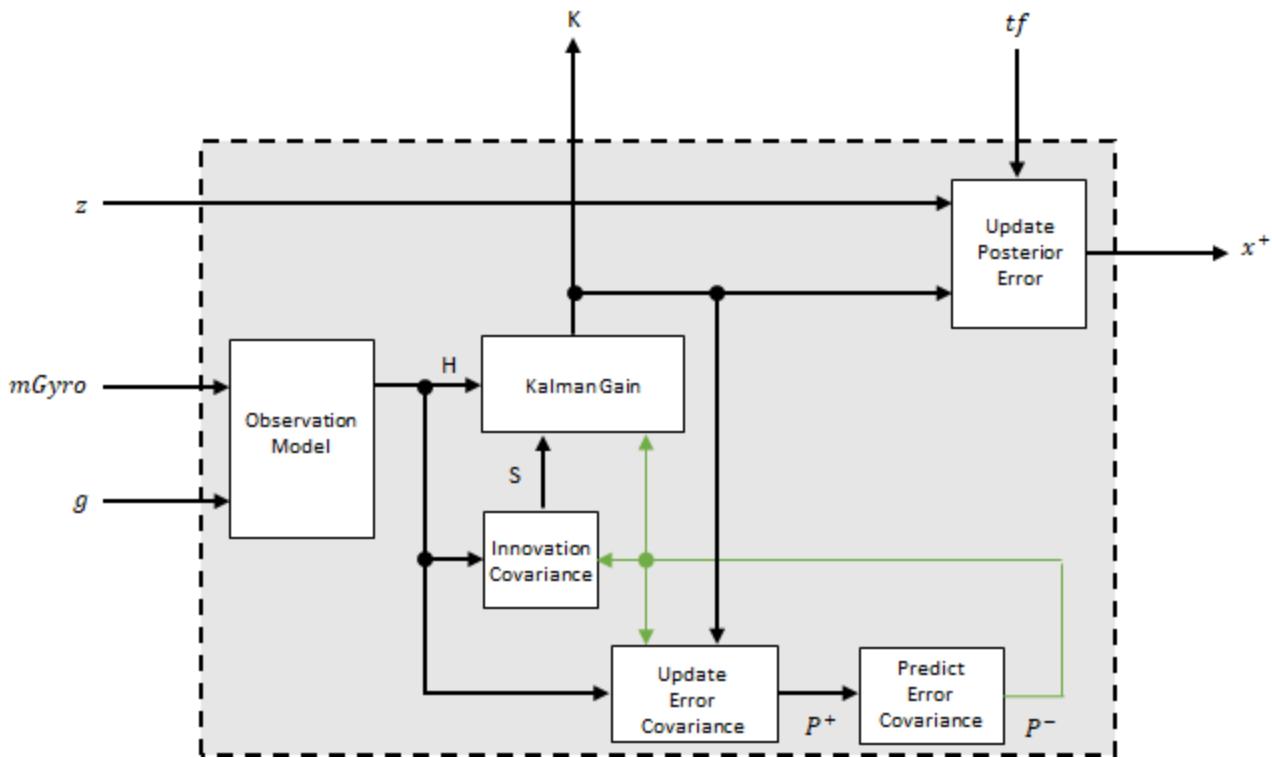 K
tf
z
Update
Posterior
Error
x⁺
mGyro
H
Kalman Gain
Observation
Model
S
g
Innovation
Covariance
Update
Error
Covariance
P⁺
Predict
Error
Covariance
P⁻